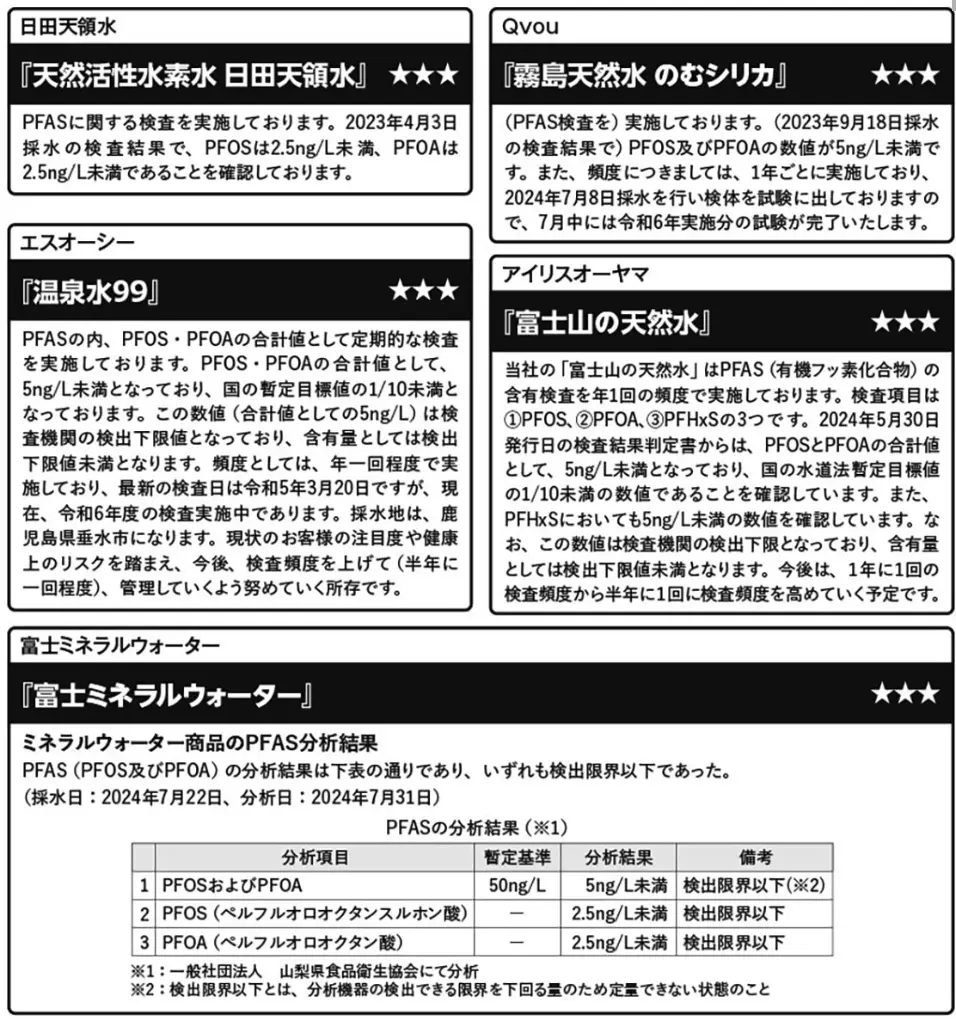 日田天領水
『天然活性水素水 日田天領水』 ★★★
PFASに関する検査を実施しております。2023年4月3日
採水の検査結果で、PFOSは2.5ng/L未満、PFOAは
2.5ng/L未満であることを確認しております。
Qvou
『霧島天然水 のむシリカ』 ★★★
(PFAS検査を)実施しております。(2023年9月18日採水
の検査結果で)PFOS及びPFOAの数値が5ng/L未満で
す。また、頻度につきましては、1年ごとに実施しており、
2024年7月8日採水を行い検体を試験に出しておりますの
で、7月中には令和6年実施分の試験が完了いたします。
エスオーシー
『温泉水99』 ★★★
PFASの内、PFOS・PFOAの合計値として定期的な検査
を実施しております。PFOS・PFOAの合計値として、
5ng/L未満となっており、国の暫定目標値の1/10未満と
なっております。この数値(合計値としての5ng/L)は検
査機関の検出下限値となっており、含有量としては検出
下限値未満となります。頻度としては、年一回程度で実
施しており、最新の検査日は令和5年3月20日ですが、現
在、令和6年度の検査実施中であります。採水地は、鹿
児島県垂水市になります。現状のお客様の注目度や健康
上のリスクを踏まえ、今後、検査頻度を上げて(半年に
一回程度)、管理していくよう努めていく所存です。
アイリスオーヤマ
『富士山の天然水』 ★★★
当社の「富士山の天然水」はPFAS(有機フッ素化合物)の
含有検査を年1回の頻度で実施しております。検査項目は
①PFOS、②PFOA、③PFHxSの3つです。2024年5月30日
発行日の検査結果判定書からは、PFOSとPFOAの合計値
として、5ng/L未満となっており、国の水道法暫定目標値
の1/10未満の数値であることを確認しています。また、
PFHxSにおいても5ng/L未満の数値を確認しています。な
お、この数値は検査機関の検出下限となっており、含有量
としては検出下限値未満となります。今後は、1年に1回の
検査頻度から半年に1回に検査頻度を高めていく予定です。
富士ミネラルウォーター
『富士ミネラルウォーター』 ★★★
ミネラルウォーター商品のPFAS分析結果
PFAS(PFOS及びPFOA)の分析結果は下表の通りであり、いずれも検出限界以下であった。
(採水日:2024年7月22日、分析日:2024年7月31日)
PFASの分析結果(※1)
分析項目 暫定基準 分析結果 備考
1 PFOSおよびPFOA 50ng/L 5ng/L未満 検出限界以下(※2)
2 PFOS(ペルフルオロオクタンスルホン酸) － 2.5ng/L未満 検出限界以下
3 PFOA(ペルフルオロオクタン酸) － 2.5ng/L未満 検出限界以下
※1:一般社団法人 山梨県食品衛生協会にて分析
※2:検出限界以下とは、分析機器の検出できる限界を下回る量のため定量できない状態のこと